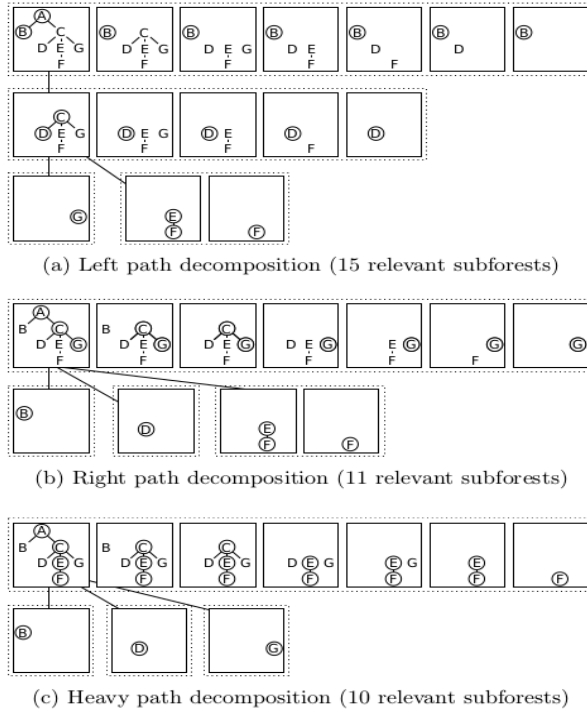 A
B C B C B B B B B
D E G D E G D E G D E D D
F F F F F
C
D E G D E G D E D D
F F F F
G E
F F
(a) Left path decomposition (15 relevant subforests)
A
B C B C C
D E G D E G D E G D E G E G G G
F F F F F F
B D E
F F
(b) Right path decomposition (11 relevant subforests)
A
B C B C C
D E G D E G D E G D E G E G E
F F F F F F F
B D G
(c) Heavy path decomposition (10 relevant subforests)